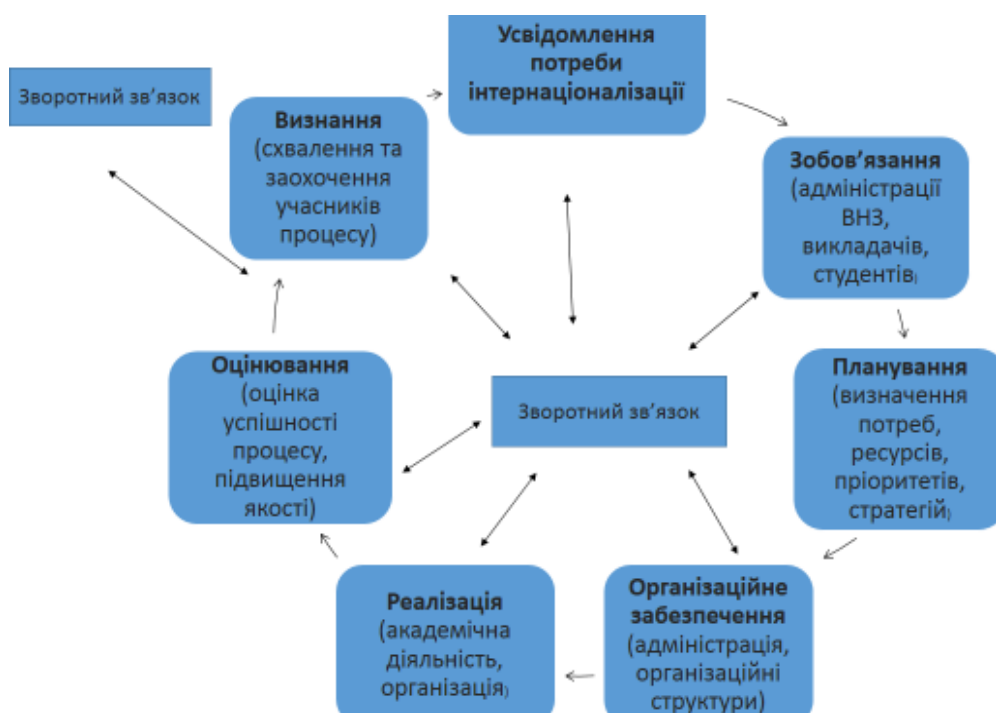 Усвідомлення
потреби
інтернаціоналізації
Зворотний зв’язок
Визнання
(схвалення та
заохочення
учасників
процесу)
Зобов’язання
(адміністрації
ВНЗ,
викладачів,
студентів)
Оцінювання
(оцінка
успішності
процесу,
підвищення
якості)
Зворотний зв’язок
Планування
(визначення
потреб,
ресурсів,
пріоритетів,
стратегій)
Реалізація
(академічна
діяльність,
організація)
Організаційне
забезпечення
(адміністрація,
організаційні
структури)